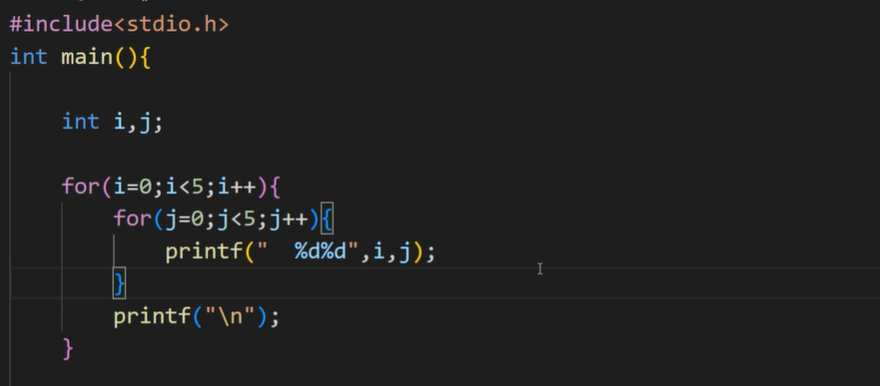 #include<stdio.h>
int main(){
int i,j;
for(i=0;i<5;i++){
for(j=0;j<5;j++){
printf("  %d%d",i,j);
}
printf("\n");
}